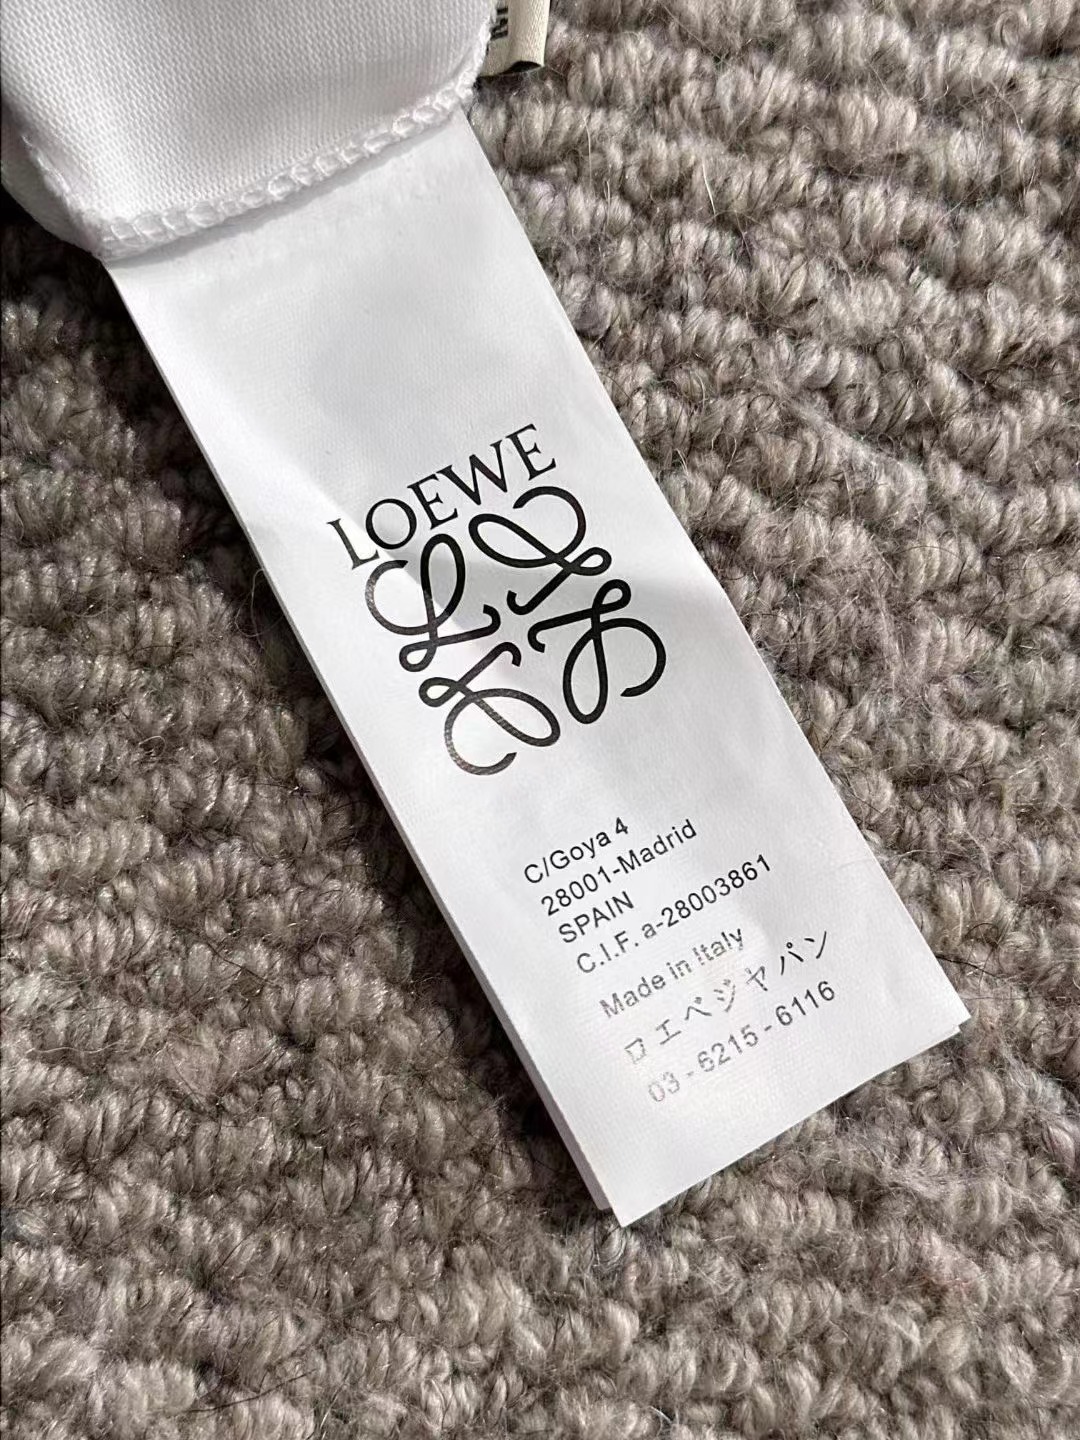 LOEWE
C/Goya 4
28001-Madrid
SPAIN
C.I.F. a-28003861
Made in Italy
ロエベジャパン
03 - 6215 - 6116